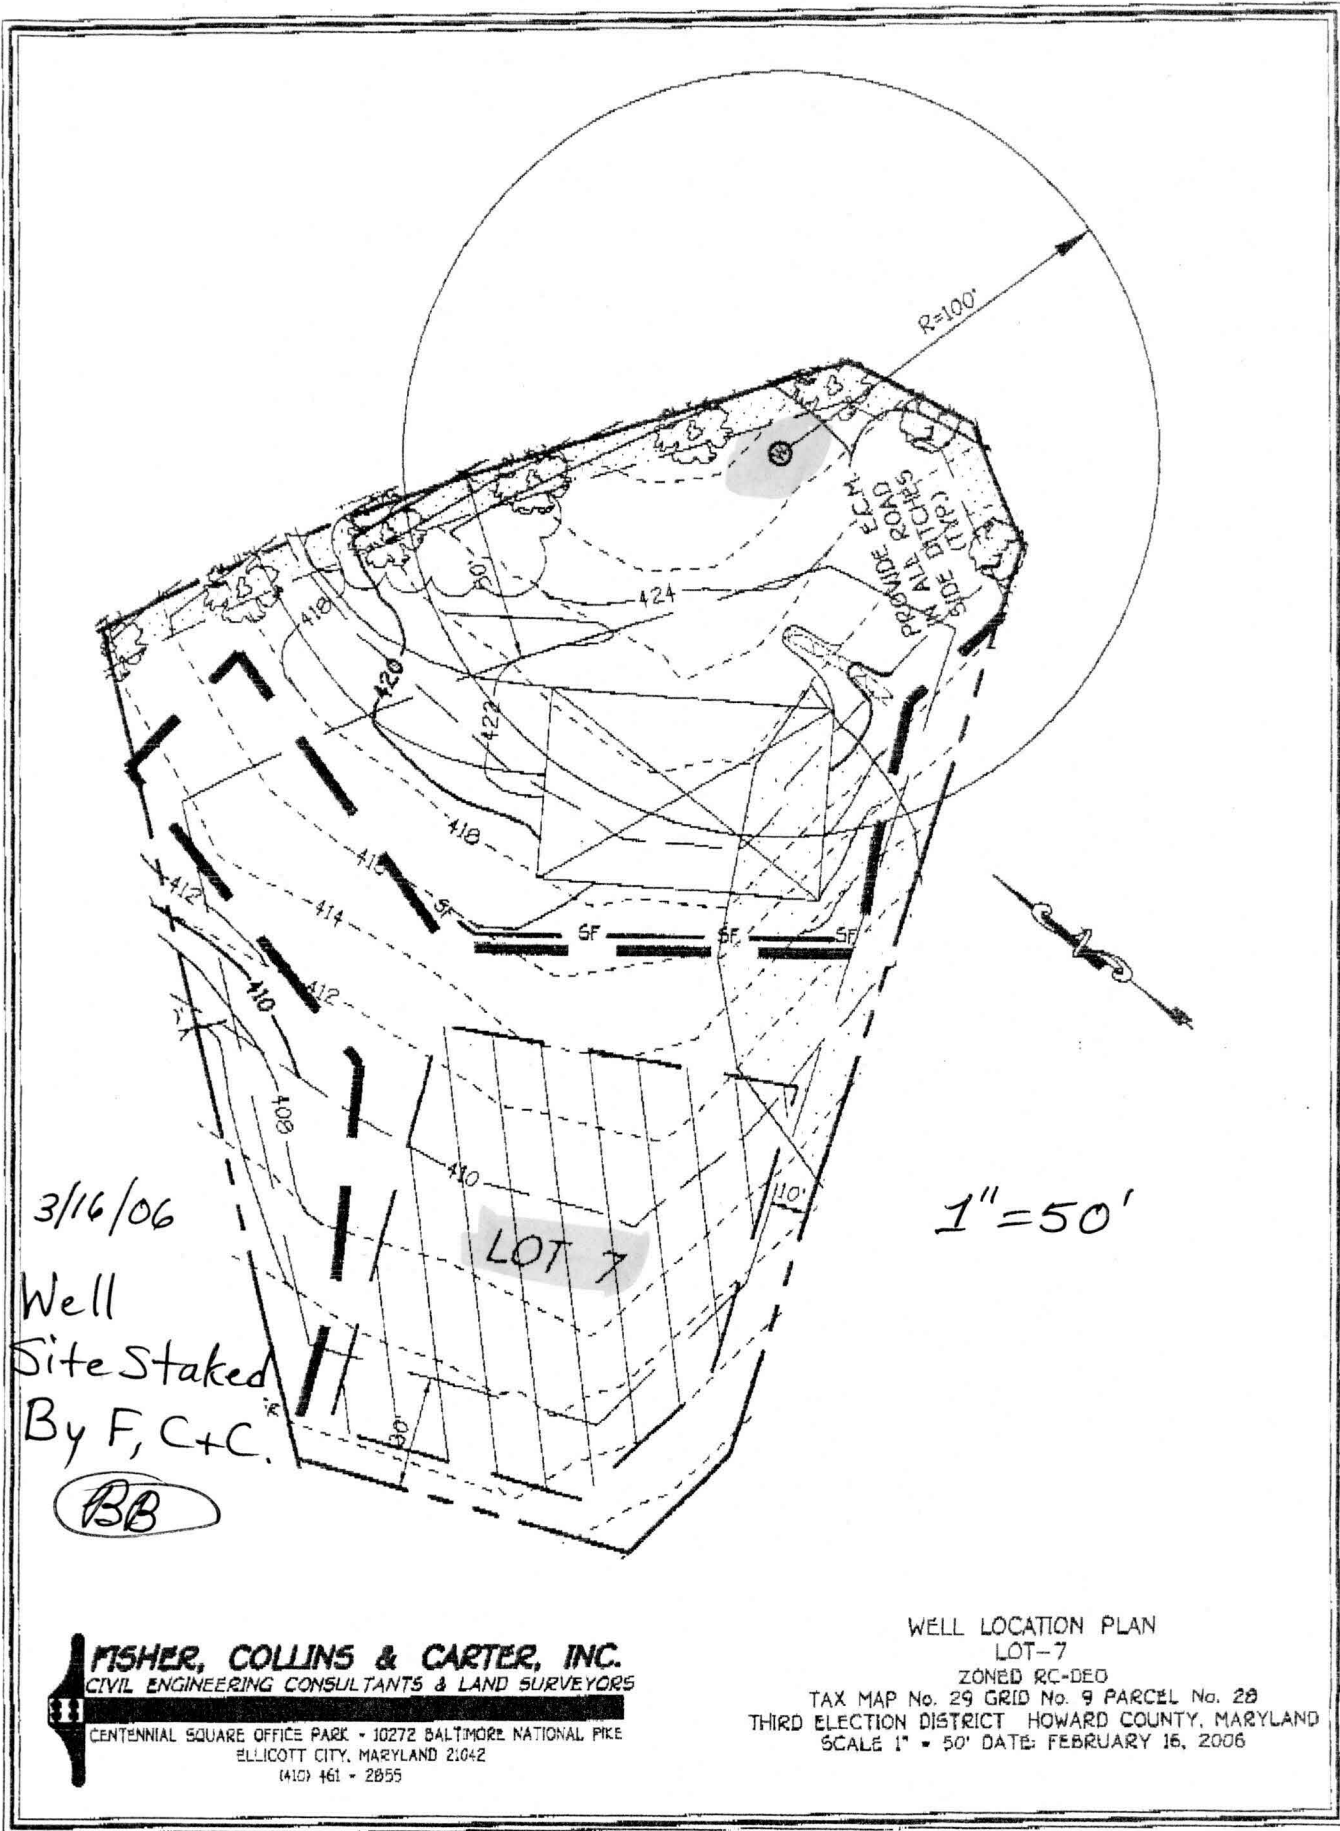 R=100'
PROVIDE E.C.M.
IN ALL ROAD
SIDE DITCHES
(TYP.)
50'
424
418
420
422
418
416
412
414
SF
SF
SF
SF
410
412
408
410
10'
3/16/06
1"=50'
LOT 7
Well
Site Staked
By F, C+C.
BB
30'
FISHER, COLLINS & CARTER, INC.
CIVIL ENGINEERING CONSULTANTS & LAND SURVEYORS
CENTENNIAL SQUARE OFFICE PARK - 10272 BALTIMORE NATIONAL PIKE
ELLICOTT CITY, MARYLAND 21042
(410) 461 - 2855
WELL LOCATION PLAN
LOT-7
ZONED RC-DEO
TAX MAP No. 29 GRID No. 9 PARCEL No. 28
THIRD ELECTION DISTRICT HOWARD COUNTY, MARYLAND
SCALE 1" = 50' DATE: FEBRUARY 16, 2006